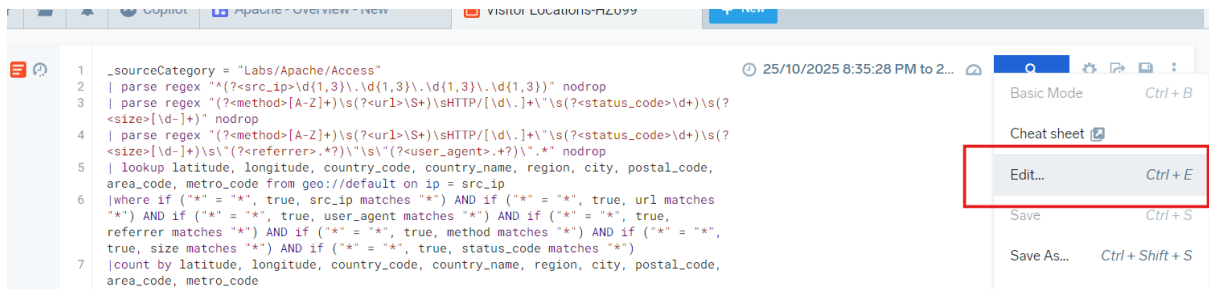 Copilot
Apache - Overview - New
Visitor Locations-HZ699
+ New
1 _sourceCategory = "Labs/Apache/Access"
2 | parse regex "^(?<src_ip>\d{1,3}\.\d{1,3}\.\d{1,3}\.\d{1,3})" nodrop
3 | parse regex "(?<method>[A-Z]+)\s(?<url>\S+)\sHTTP/[\d\.]+\"\s(?<status_code>\d+)\s(?
<size>[\d-]+)" nodrop
4 | parse regex "(?<method>[A-Z]+)\s(?<url>\S+)\sHTTP/[\d\.]+\"\s(?<status_code>\d+)\s(?
<size>[\d-]+)\s\"(?<referrer>.*?)\"\s\"(?<user_agent>.+?)\".*" nodrop
5 | lookup latitude, longitude, country_code, country_name, region, city, postal_code,
area_code, metro_code from geo://default on ip = src_ip
6 |where if ("*" = "*", true, src_ip matches "*") AND if ("*" = "*", true, url matches
"*") AND if ("*" = "*", true, user_agent matches "*") AND if ("*" = "*", true,
referrer matches "*") AND if ("*" = "*", true, method matches "*") AND if ("*" = "*",
true, size matches "*") AND if ("*" = "*", true, status_code matches "*")
7 |count by latitude, longitude, country_code, country_name, region, city, postal_code,
area_code, metro_code
25/10/2025 8:35:28 PM to 2...
Basic Mode Ctrl + B
Cheat sheet
Edit... Ctrl + E
Save Ctrl + S
Save As... Ctrl + Shift + S